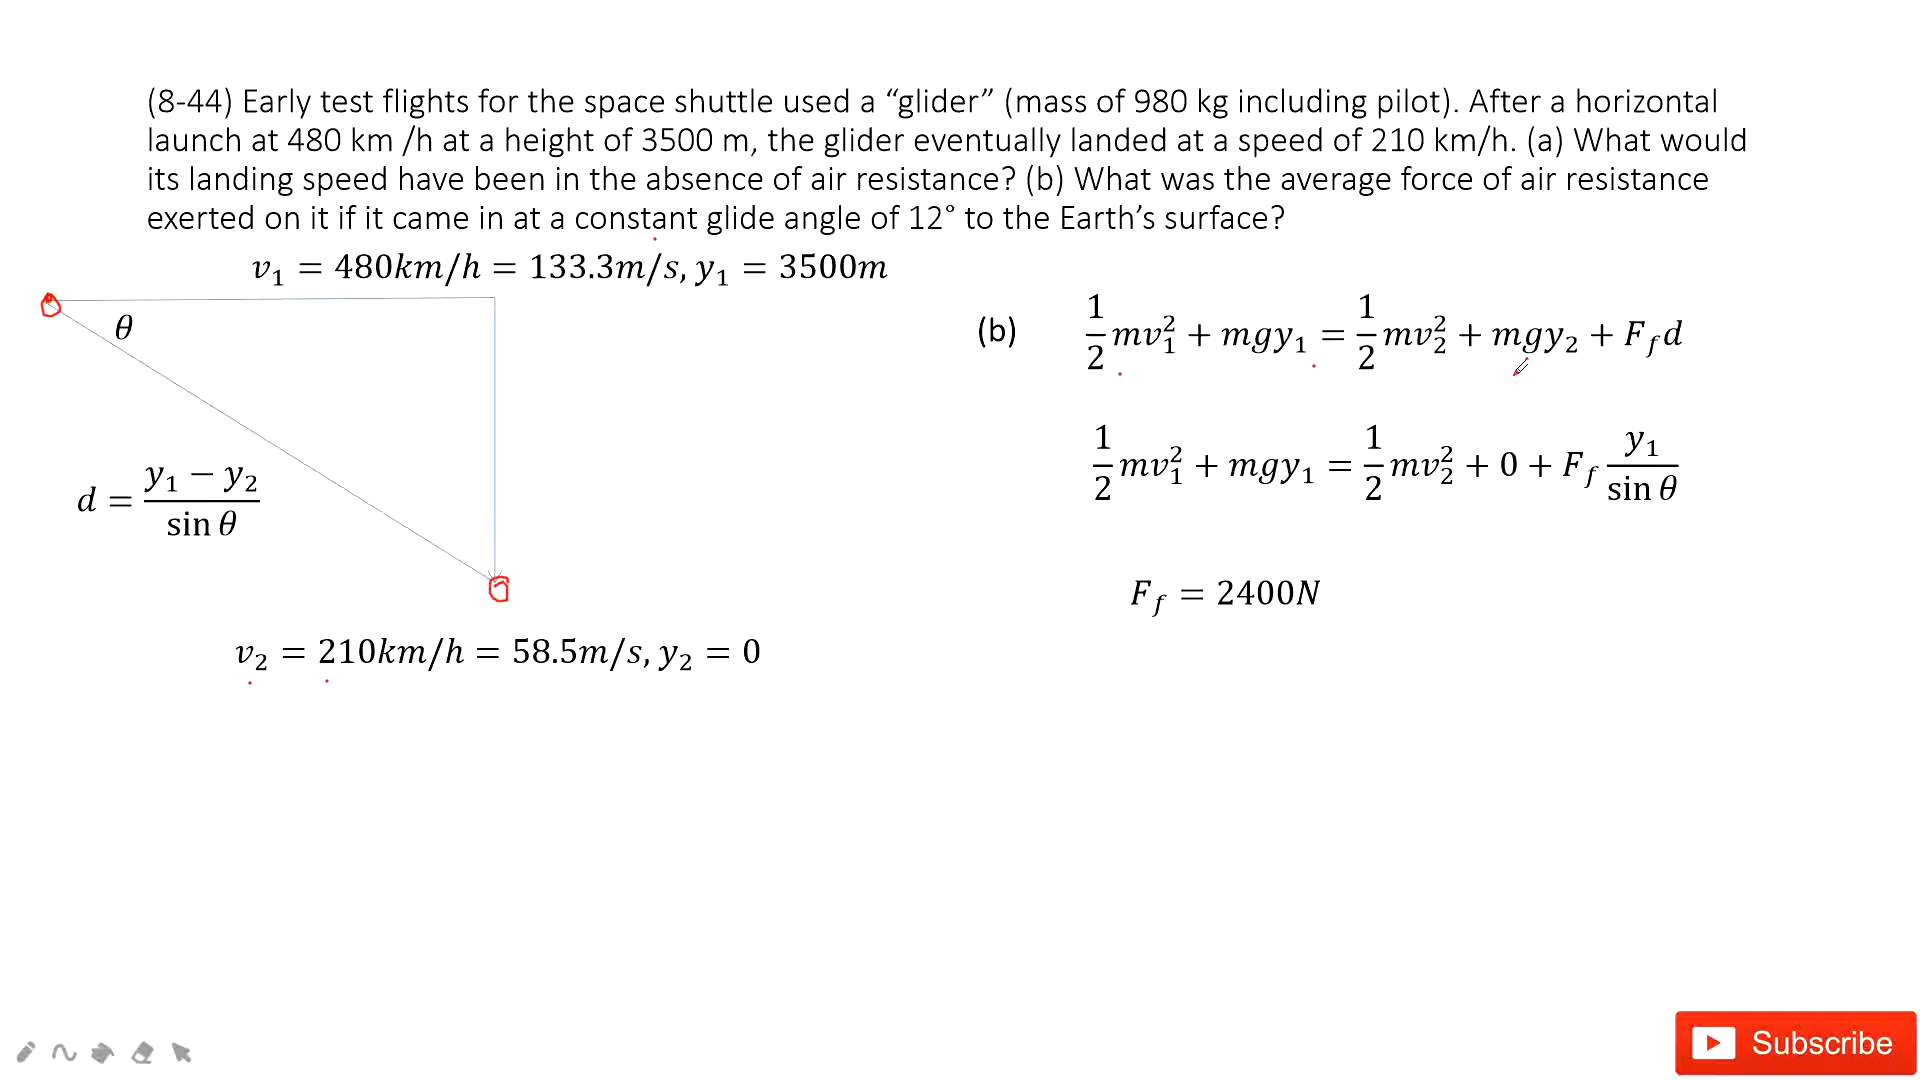 (8-44) Early test flights for the space shuttle used a “glider” (mass of 980 kg including pilot). After a horizontal
launch at 480 km /h at a height of 3500 m, the glider eventually landed at a speed of 210 km/h. (a) What would
its landing speed have been in the absence of air resistance? (b) What was the average force of air resistance
exerted on it if it came in at a constant glide angle of 12° to the Earth’s surface?
v₁ = 480km/h = 133.3m/s, y₁ = 3500m
θ
d = (y₁ − y₂)/(sin θ)
v₂ = 210km/h = 58.5m/s, y₂ = 0
(b) 1/2 mv₁² + mgy₁ = 1/2 mv₂² + mgy₂ + F_f d
1/2 mv₁² + mgy₁ = 1/2 mv₂² + 0 + F_f y₁/(sin θ)
F_f = 2400N
Subscribe